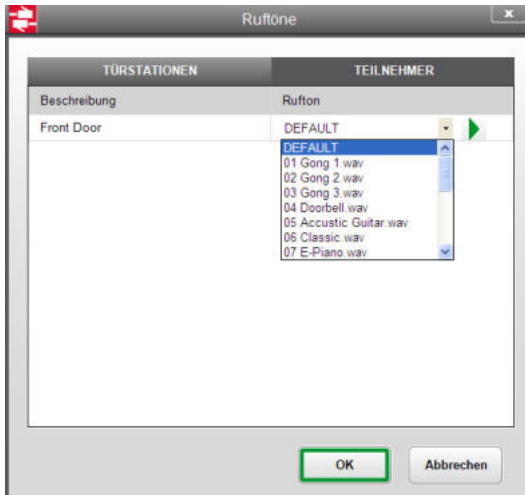 Ruftöne
TÜRSTATIONEN TEILNEHMER
Beschreibung Rufton
Front Door DEFAULT
DEFAULT
01 Gong 1.wav
02 Gong 2.wav
03 Gong 3.wav
04 Doorbell.wav
05 Accustic Guitar.wav
06 Classic.wav
07 E-Piano.wav
OK Abbrechen